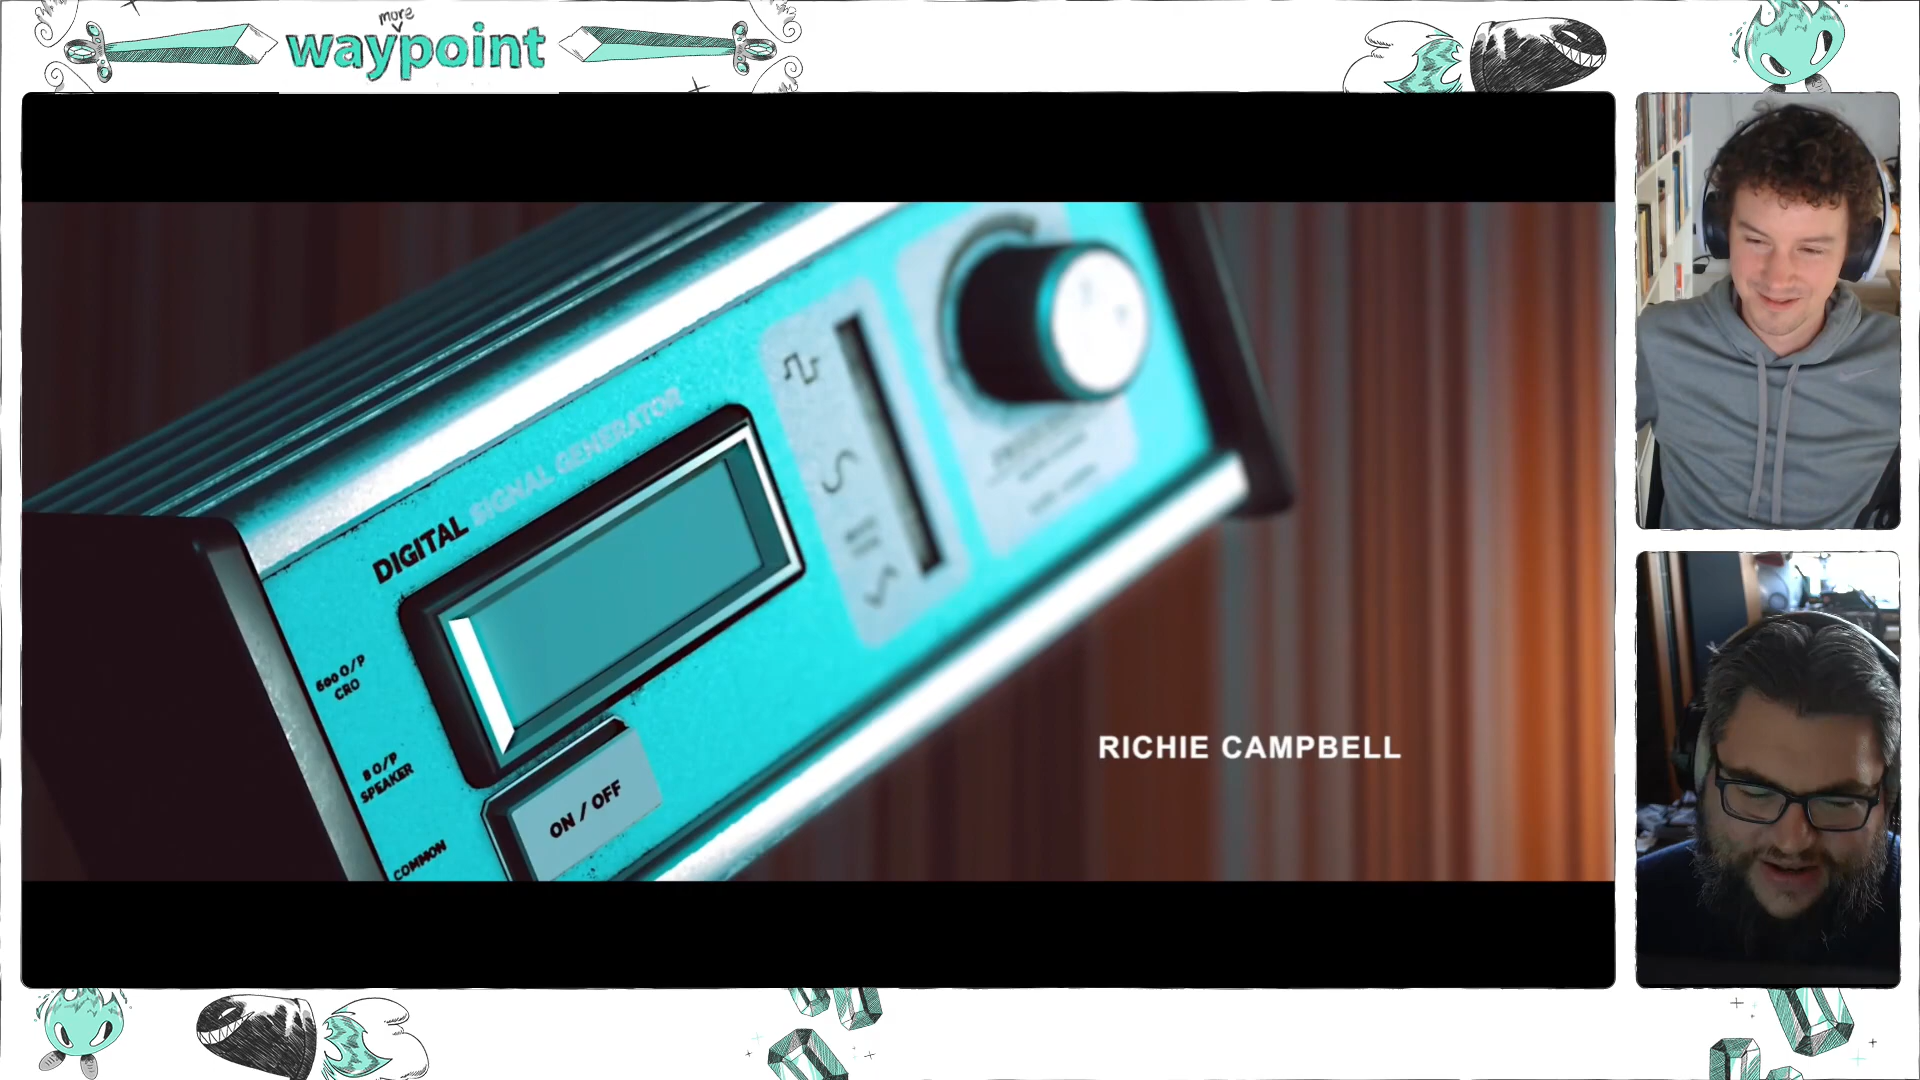 more
waypoint
DIGITAL SIGNAL GENERATOR
600 O/P
CRO
8 O/P
SPEAKER
COMMON
ON / OFF
RICHIE CAMPBELL